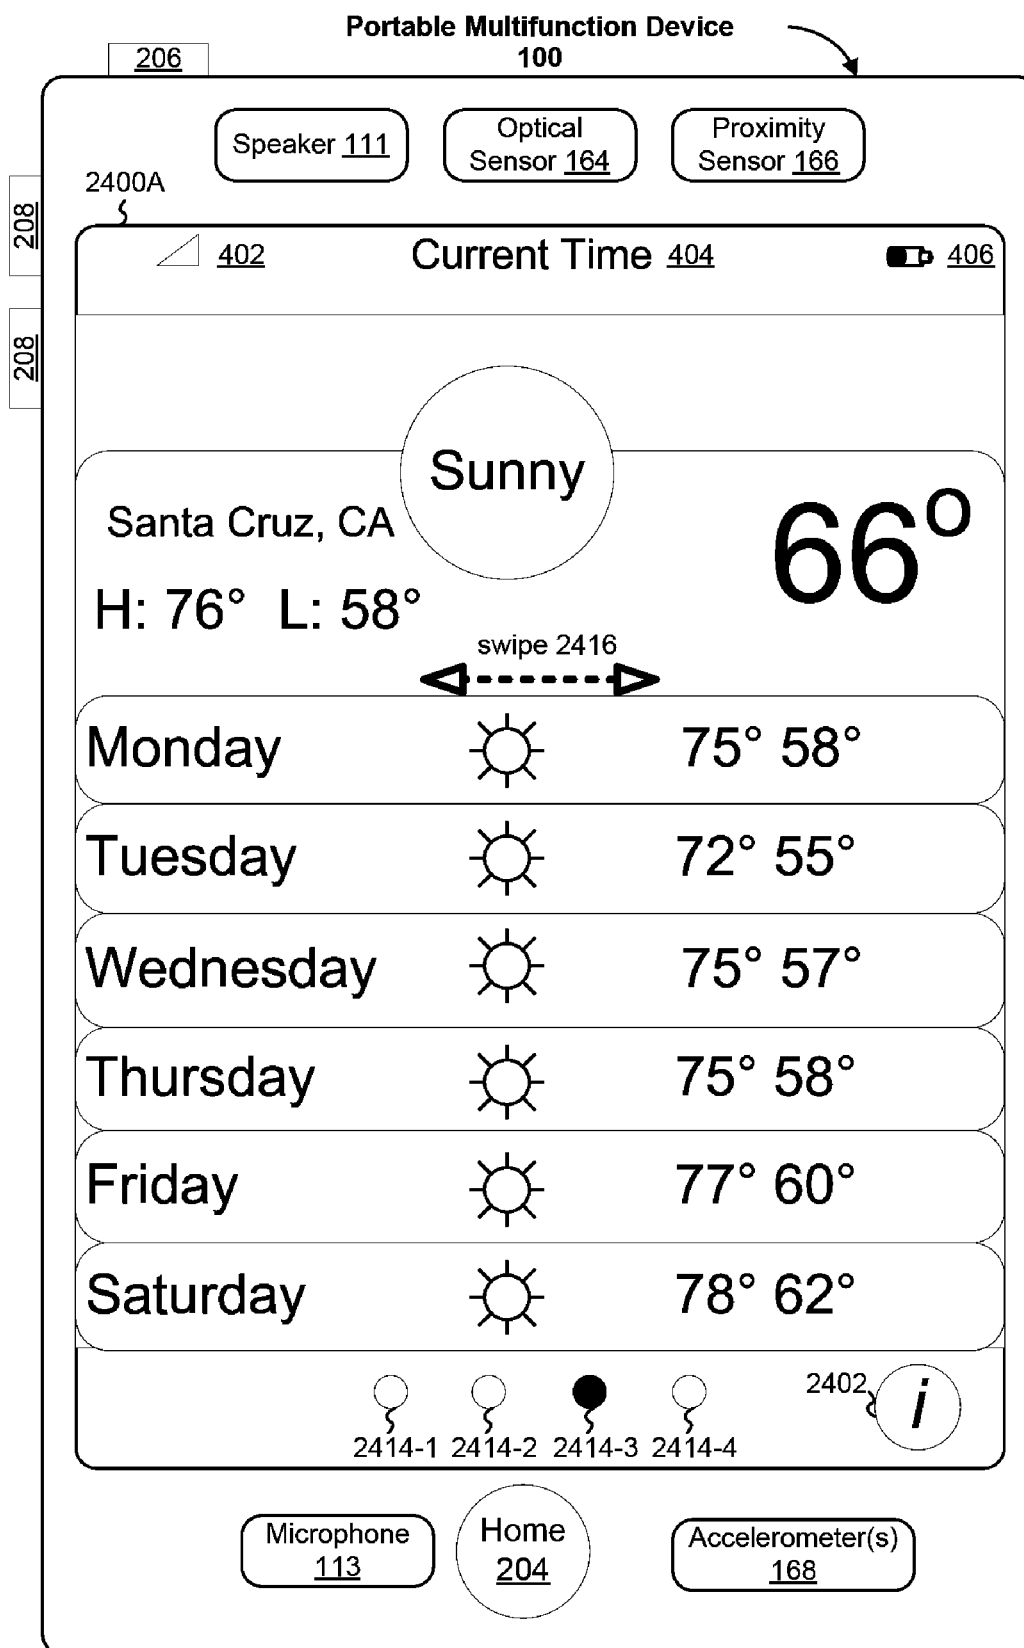 Portable Multifunction Device
100
206
Speaker 111
Optical
Sensor 164
Proximity
Sensor 166
2400A
208
208
402
Current Time 404
406
Sunny
Santa Cruz, CA
66°
H: 76° L: 58°
swipe 2416
Monday 75° 58°
Tuesday 72° 55°
Wednesday 75° 57°
Thursday 75° 58°
Friday 77° 60°
Saturday 78° 62°
2402
i
2414-1 2414-2 2414-3 2414-4
Microphone
113
Home
204
Accelerometer(s)
168